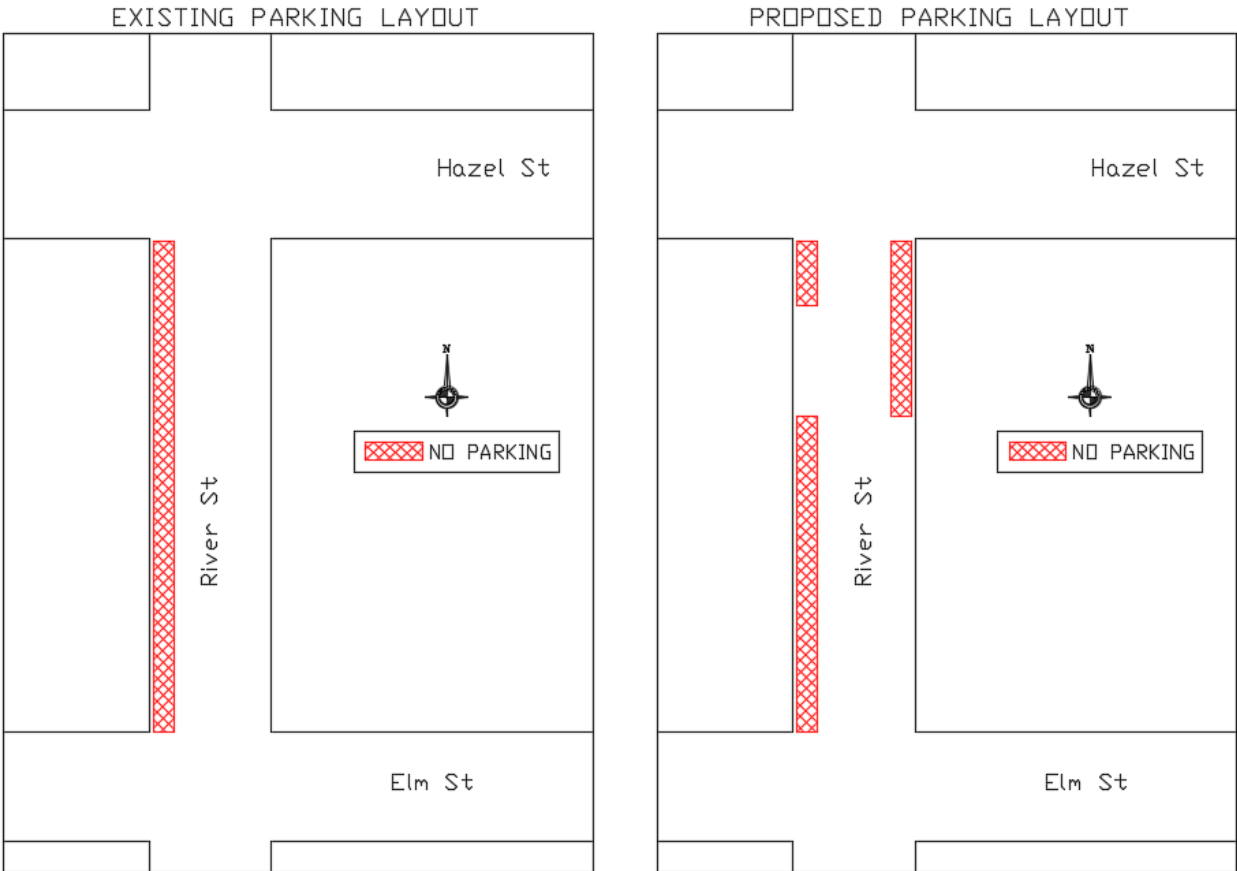 EXISTING PARKING LAYOUT
Hazel St
N
NO PARKING
River St
Elm St
PROPOSED PARKING LAYOUT
Hazel St
N
NO PARKING
River St
Elm St